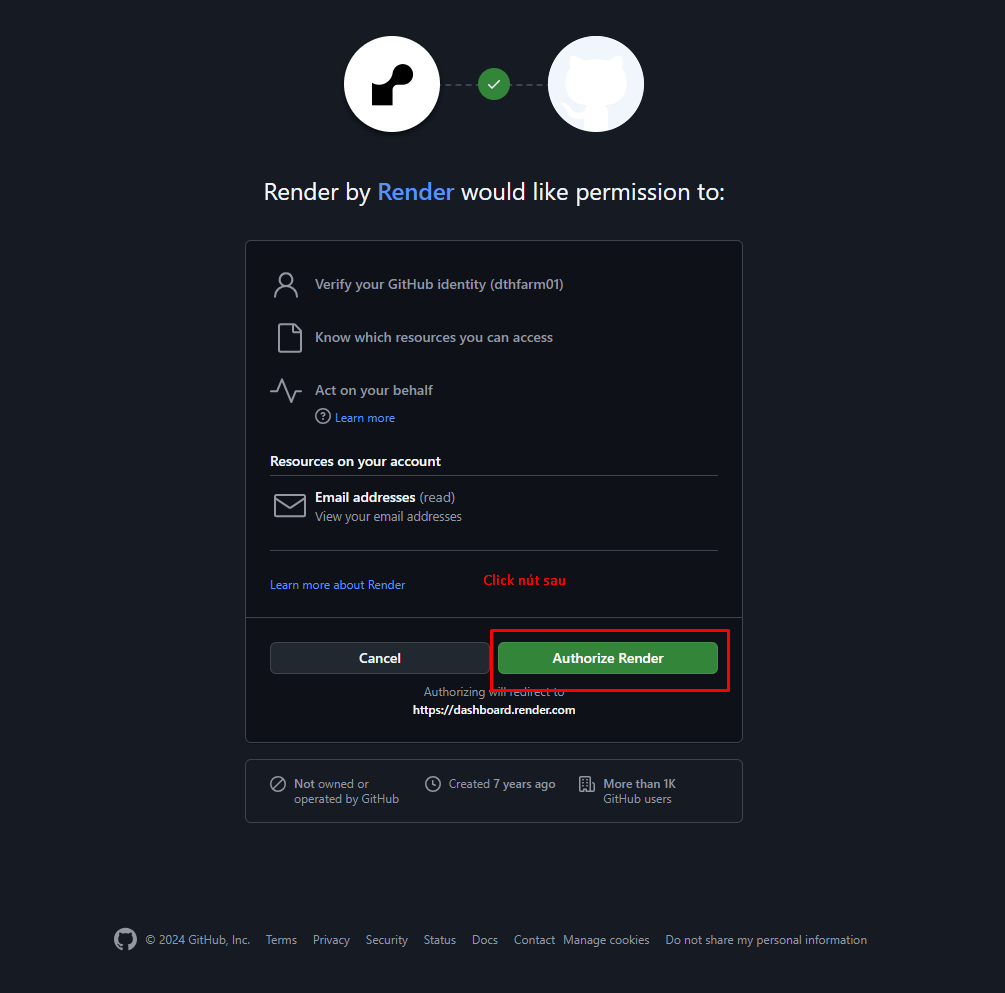 Render by Render would like permission to:
Verify your GitHub identity (dthfarm01)
Know which resources you can access
Act on your behalf
Learn more
Resources on your account
Email addresses (read)
View your email addresses
Learn more about Render
Click nút sau
Cancel
Authorize Render
Authorizing will redirect to
https://dashboard.render.com
Not owned or
operated by GitHub
Created 7 years ago
More than 1K
GitHub users
© 2024 GitHub, Inc. Terms Privacy Security Status Docs Contact Manage cookies Do not share my personal information